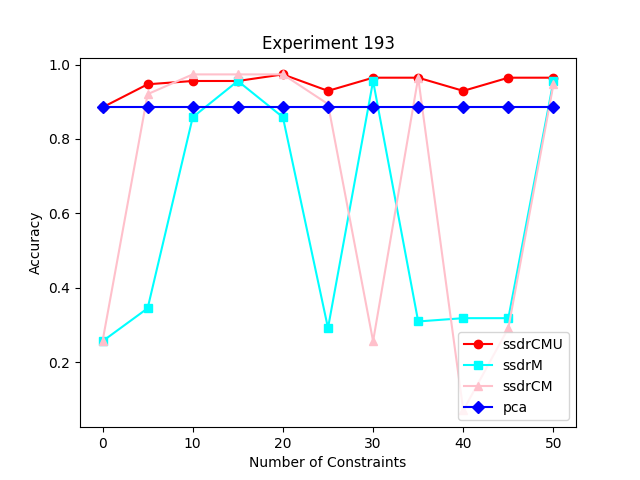 Experiment 193
1.0
0.8
0.6
0.4
0.2
Accuracy
0 10 20 30 40 50
Number of Constraints
ssdrCMU
ssdrM
ssdrCM
pca